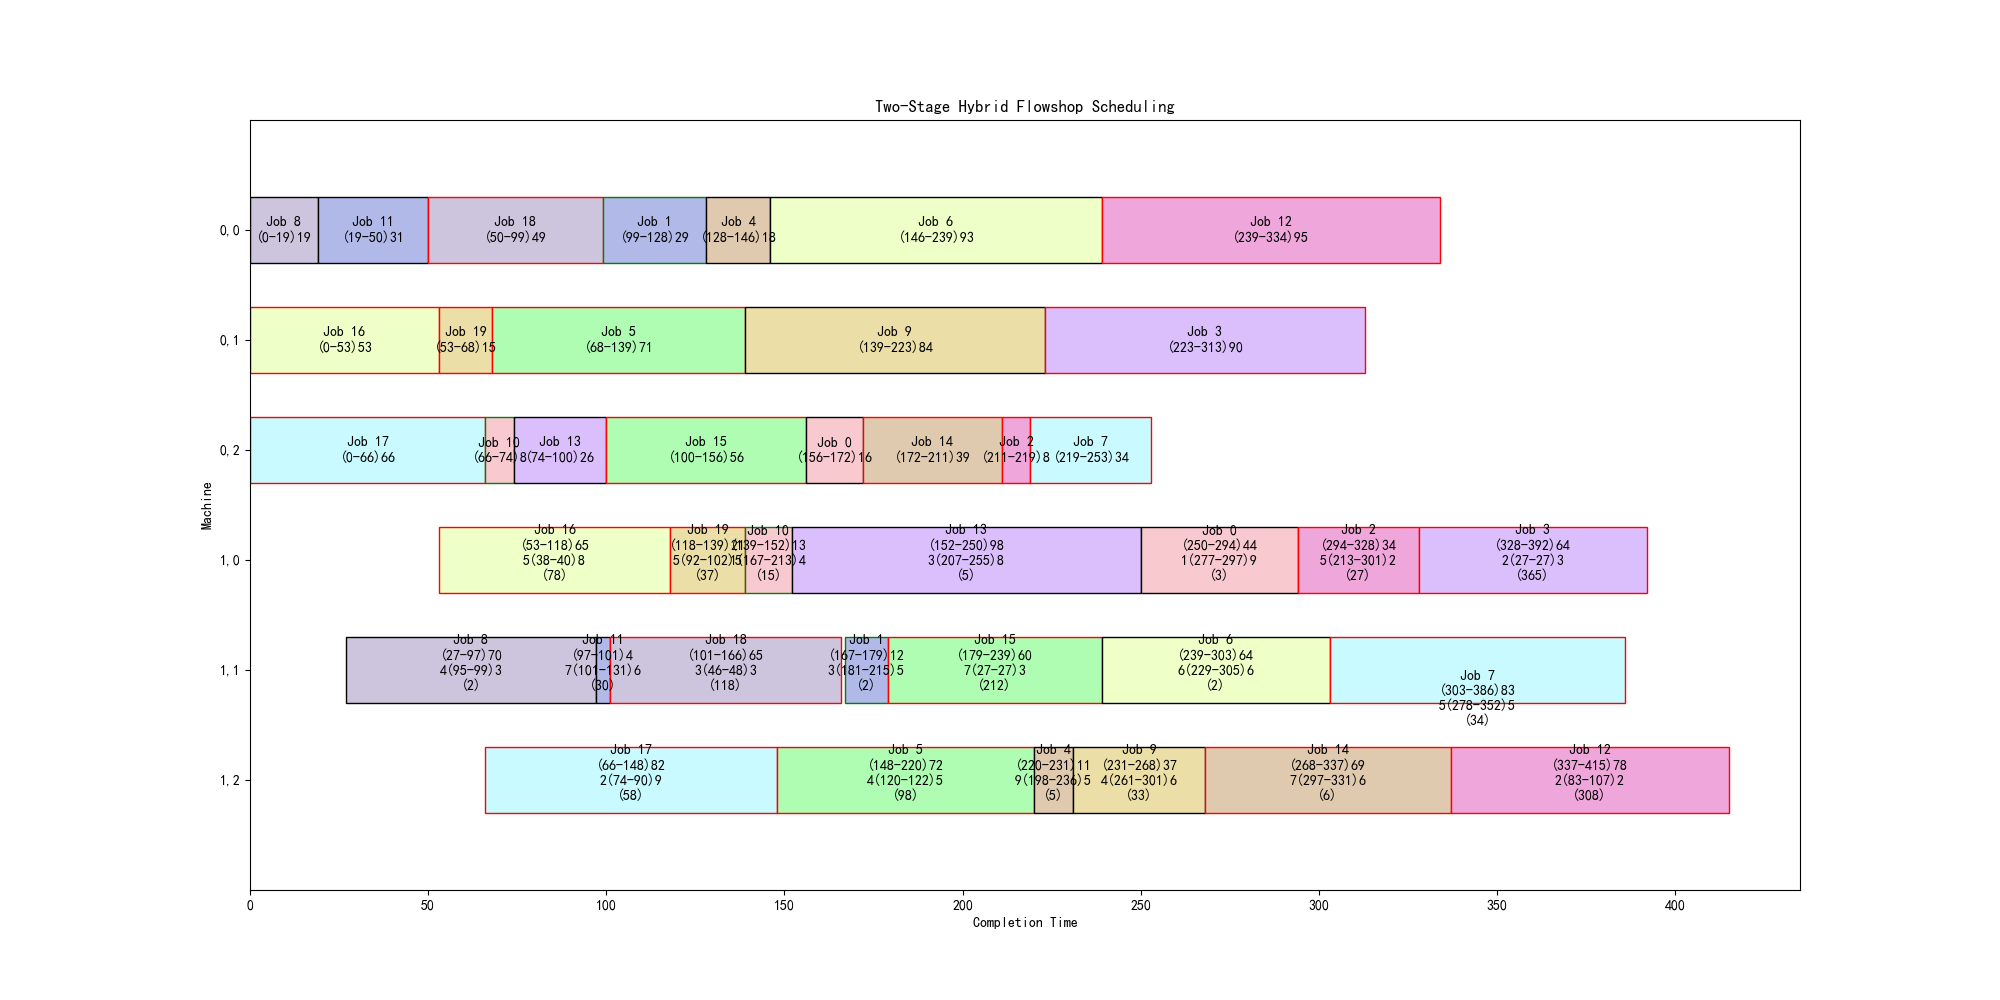 Two-Stage Hybrid Flowshop Scheduling
0,0
Job 8
(0-19)19
Job 11
(19-50)31
Job 18
(50-99)49
Job 1
(99-128)29
Job 4
(128-146)18
Job 6
(146-239)93
Job 12
(239-334)95
0,1
Job 16
(0-53)53
Job 19
(53-68)15
Job 5
(68-139)71
Job 9
(139-223)84
Job 3
(223-313)90
0,2
Job 17
(0-66)66
Job 10
(66-74)8
Job 13
(74-100)26
Job 15
(100-156)56
Job 0
(156-172)16
Job 14
(172-211)39
Job 2
(211-219)8
Job 7
(219-253)34
1,0
Job 16
(53-118)65
5(38-40)8
(78)
Job 19
(118-139)21
5(92-102)5
(37)
Job 10
(139-152)13
1(167-213)4
(15)
Job 13
(152-250)98
3(207-255)8
(5)
Job 0
(250-294)44
1(277-297)9
(3)
Job 2
(294-328)34
5(213-301)2
(27)
Job 3
(328-392)64
2(27-27)3
(365)
1,1
Job 8
(27-97)70
4(95-99)3
(2)
Job 11
(97-101)4
7(101-131)6
(30)
Job 18
(101-166)65
3(46-48)3
(118)
Job 1
(167-179)12
3(181-215)5
(2)
Job 15
(179-239)60
7(27-27)3
(212)
Job 6
(239-303)64
6(229-305)6
(2)
Job 7
(303-386)83
5(278-352)5
(34)
1,2
Job 17
(66-148)82
2(74-90)9
(58)
Job 5
(148-220)72
4(120-122)5
(98)
Job 4
(220-231)11
9(198-236)5
(5)
Job 9
(231-268)37
4(261-301)6
(33)
Job 14
(268-337)69
7(297-331)6
(6)
Job 12
(337-415)78
2(83-107)2
(308)
Machine
0
50
100
150
200
250
300
350
400
Completion Time